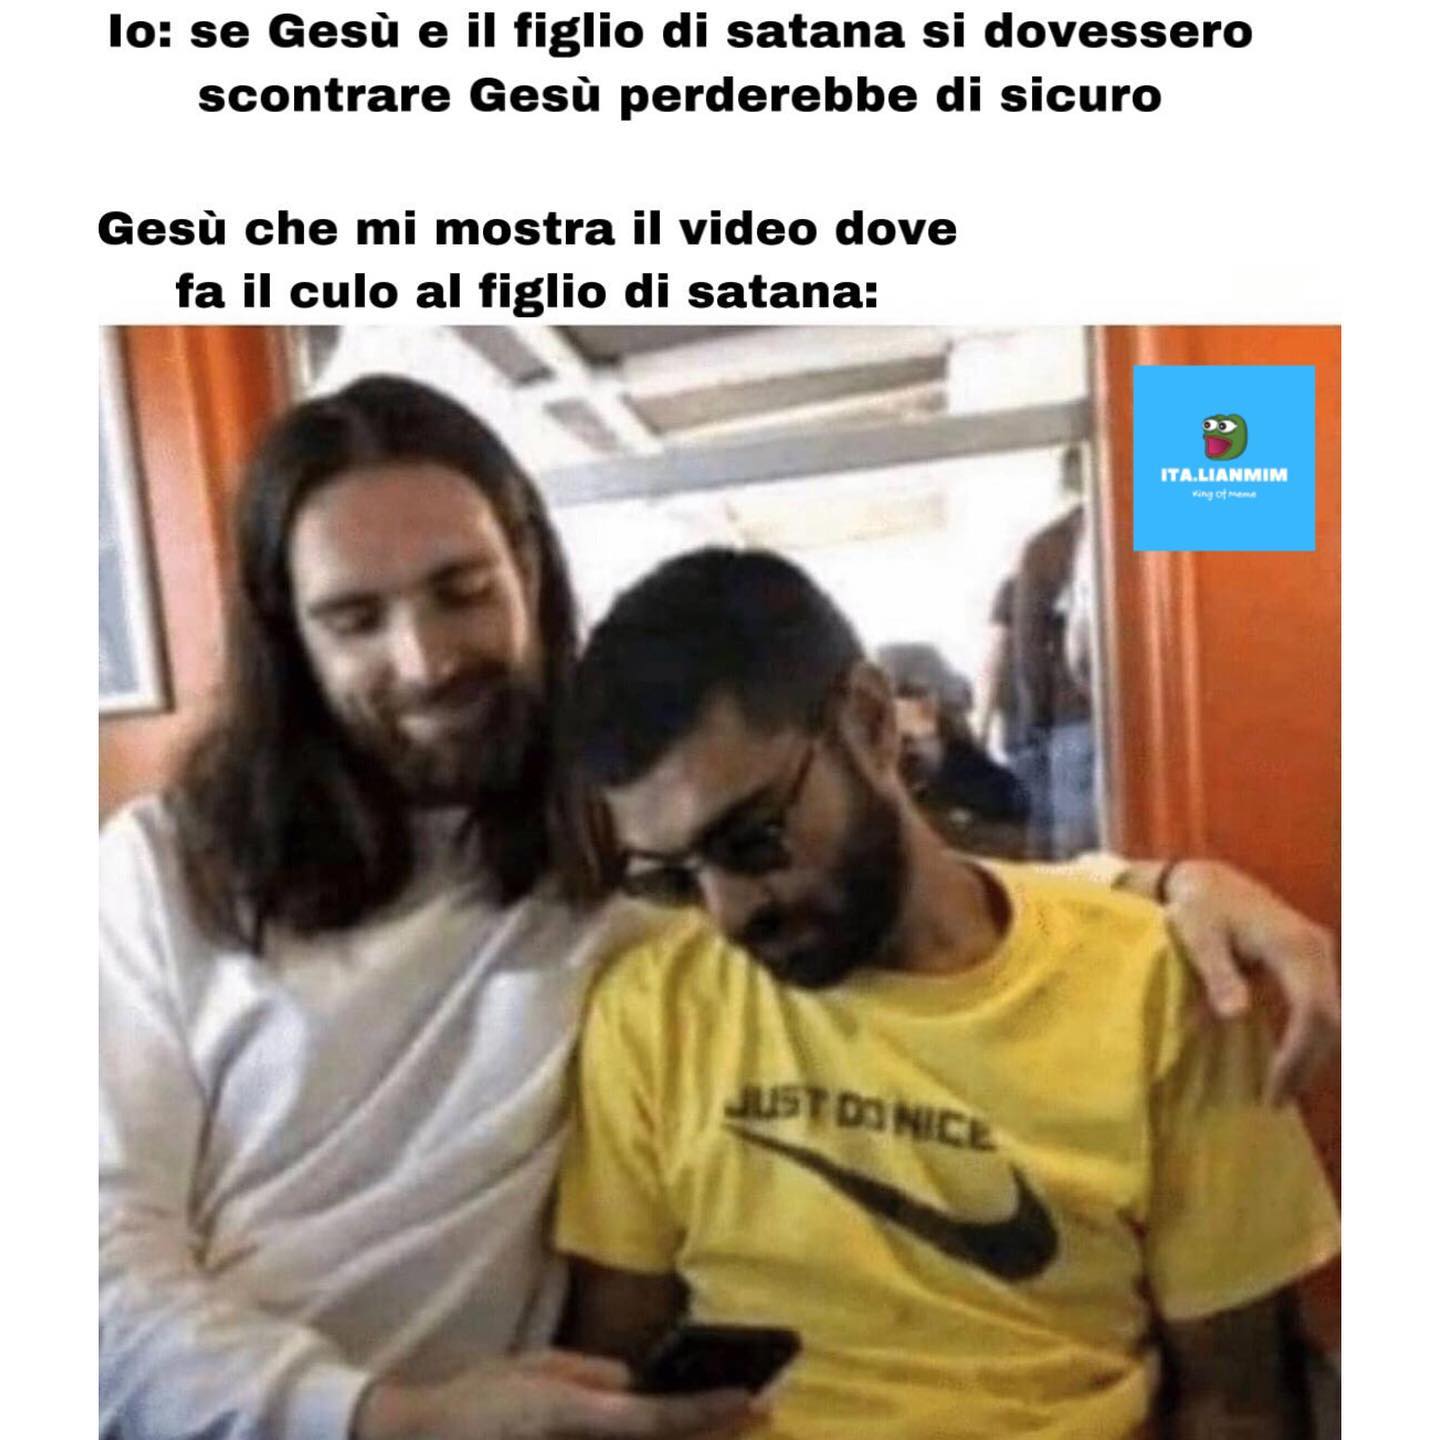 Io: se Gesù e il figlio di satana si dovessero
scontrare Gesù perderebbe di sicuro
Gesù che mi mostra il video dove
fa il culo al figlio di satana:
ITA.LIANMIM
King Of Meme
JUST DO NICE